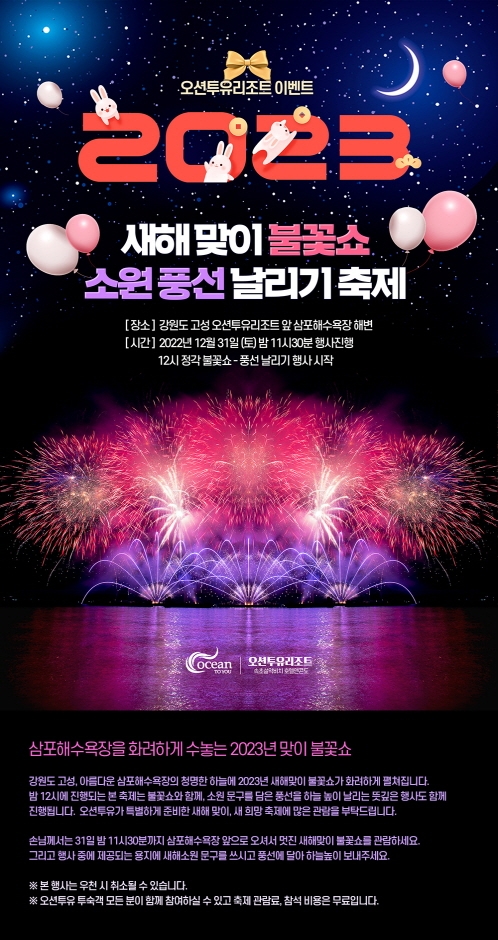 오션투유리조트 이벤트
2023
새해 맞이 불꽃쇼
소원 풍선 날리기 축제
[ 장소 ] 강원도 고성 오션투유리조트 앞 삼포해수욕장 해변
[ 시간 ] 2022년 12월 31일 (토) 밤 11시30분 행사진행
12시 정각 불꽃쇼 - 풍선 날리기 행사 시작
ocean TO YOU
오션투유리조트
속초설악비치 호텔앤콘도
삼포해수욕장을 화려하게 수놓는 2023년 맞이 불꽃쇼
강원도 고성, 아름다운 삼포해수욕장의 청명한 하늘에 2023년 새해맞이 불꽃쇼가 화려하게 펼쳐집니다.
밤 12시에 진행되는 본 축제는 불꽃쇼와 함께, 소원 문구를 담은 풍선을 하늘 높이 날리는 뜻깊은 행사도 함께
진행됩니다. 오션투유가 특별하게 준비한 새해 맞이, 새 희망 축제에 많은 관람을 부탁드립니다.
손님께서는 31일 밤 11시30분까지 삼포해수욕장 앞으로 오셔서 멋진 새해맞이 불꽃쇼를 관람하세요.
그리고 행사 중에 제공되는 용지에 새해소원 문구를 쓰시고 풍선에 달아 하늘높이 보내주세요.
※ 본 행사는 우천 시 취소될 수 있습니다.
※ 오션투유 투숙객 모든 분이 함께 참여하실 수 있고 축제 관람료, 참석 비용은 무료입니다.